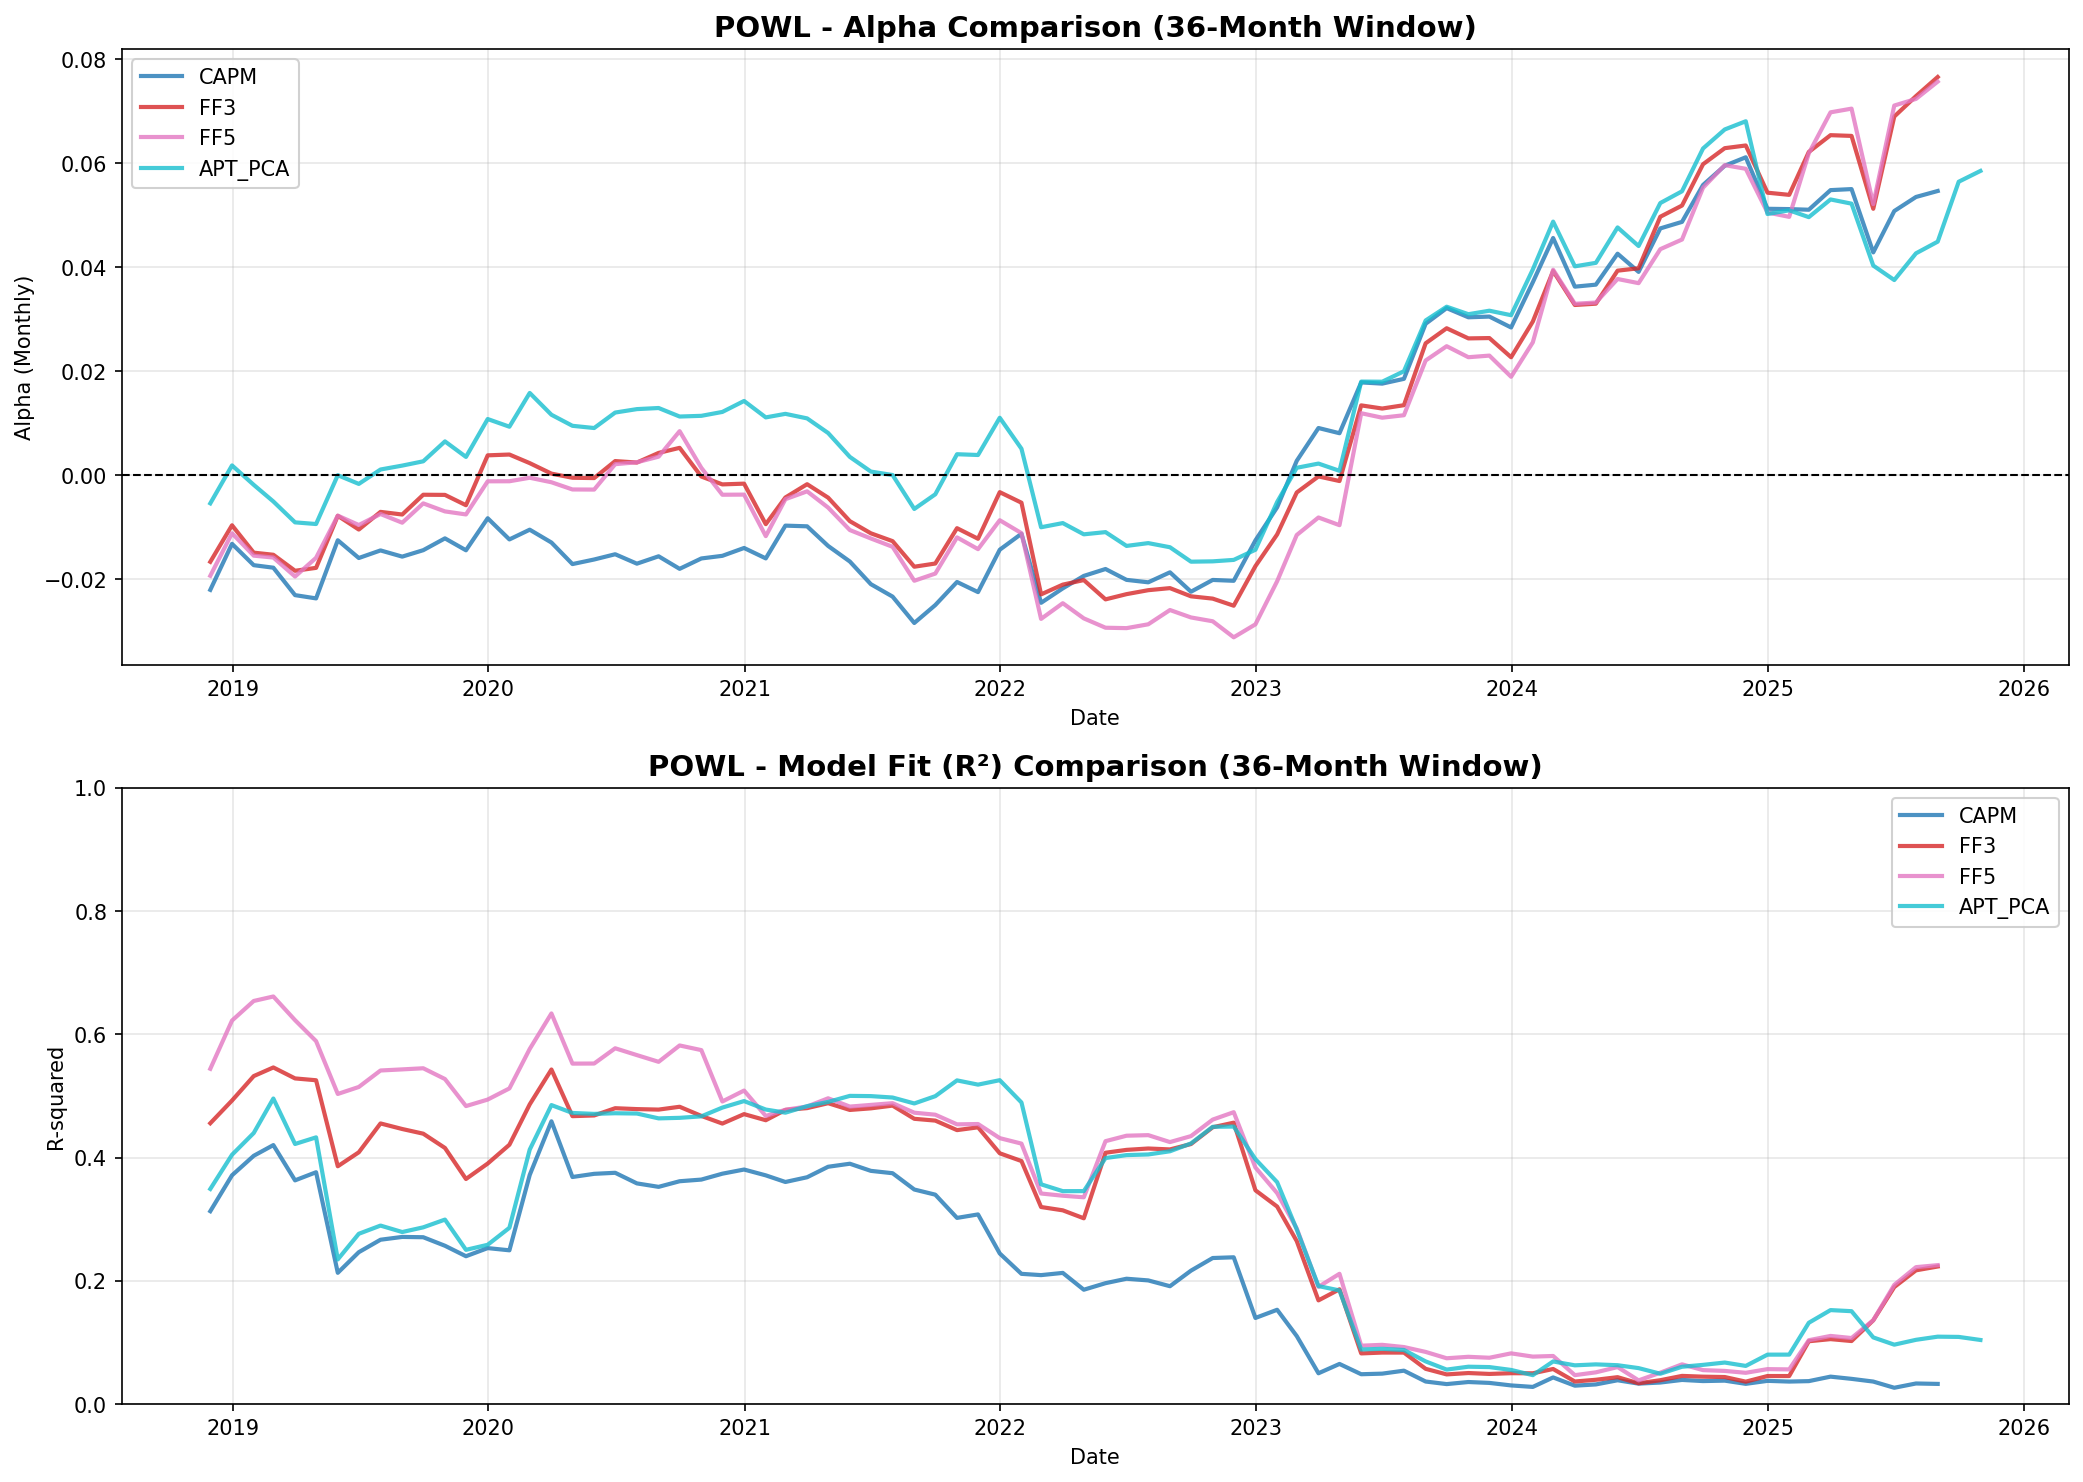 POWL - Alpha Comparison (36-Month Window)
CAPM
FF3
FF5
APT_PCA
Alpha (Monthly)
0.08
0.06
0.04
0.02
0.00
−0.02
2019 2020 2021 2022 2023 2024 2025 2026
Date
POWL - Model Fit (R²) Comparison (36-Month Window)
CAPM
FF3
FF5
APT_PCA
R-squared
1.0
0.8
0.6
0.4
0.2
0.0
2019 2020 2021 2022 2023 2024 2025 2026
Date